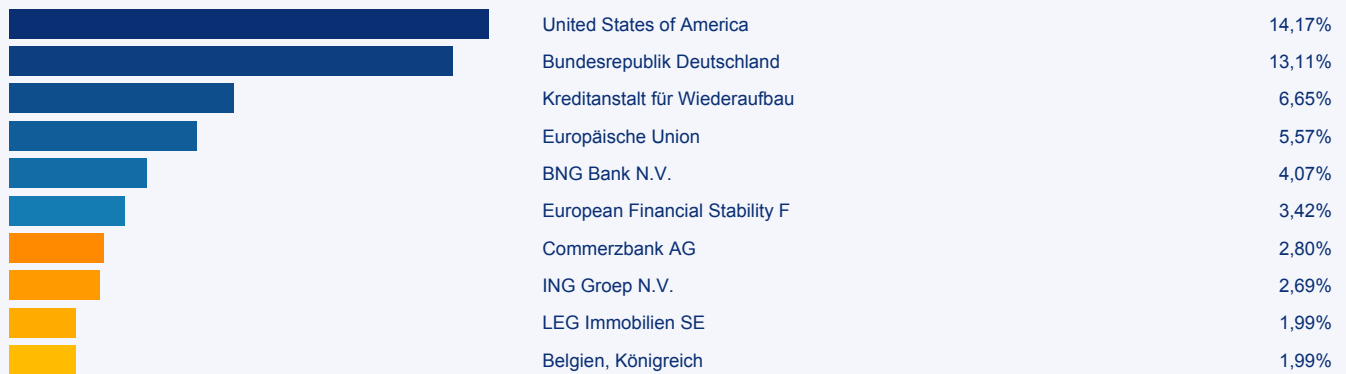 United States of America 14,17%
Bundesrepublik Deutschland 13,11%
Kreditanstalt für Wiederaufbau 6,65%
Europäische Union 5,57%
BNG Bank N.V. 4,07%
European Financial Stability F 3,42%
Commerzbank AG 2,80%
ING Groep N.V. 2,69%
LEG Immobilien SE 1,99%
Belgien, Königreich 1,99%